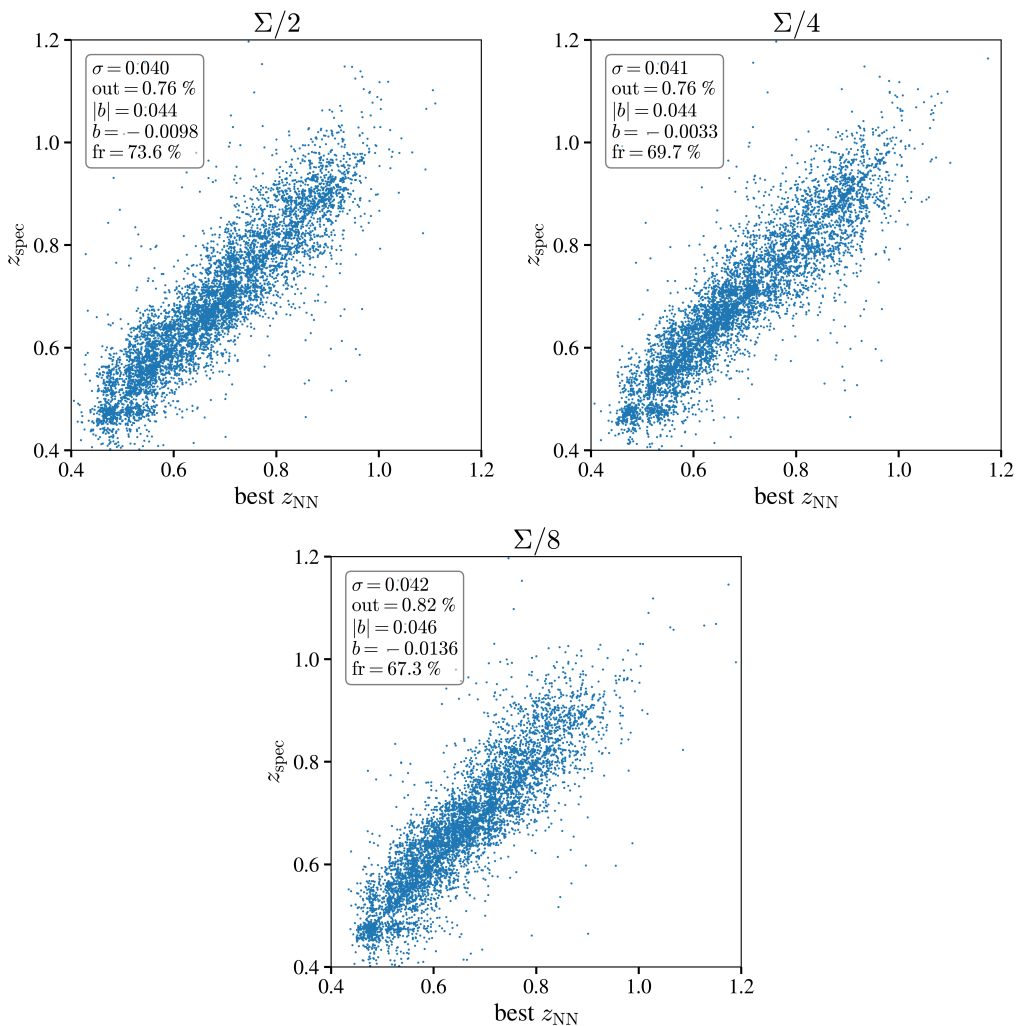 Σ/2
σ = 0.040
out = 0.76 %
|b| = 0.044
b = − 0.0098
fr = 73.6 %
1.2
1.0
0.8
0.6
0.4
z_spec
0.4 0.6 0.8 1.0 1.2
best z_NN
Σ/4
σ = 0.041
out = 0.76 %
|b| = 0.044
b = − 0.0033
fr = 69.7 %
1.2
1.0
0.8
0.6
0.4
z_spec
0.4 0.6 0.8 1.0 1.2
best z_NN
Σ/8
σ = 0.042
out = 0.82 %
|b| = 0.046
b = − 0.0136
fr = 67.3 %
1.2
1.0
0.8
0.6
0.4
z_spec
0.4 0.6 0.8 1.0 1.2
best z_NN